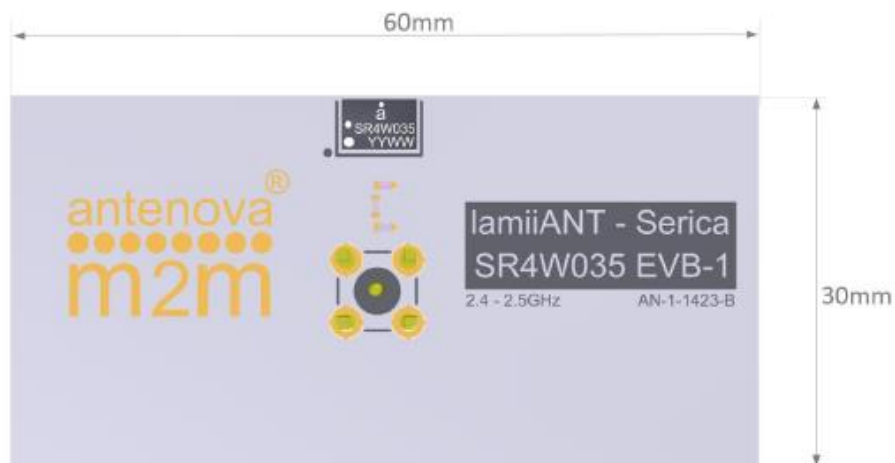 60mm
a
SR4W035
YYWW
antenova®
m2m
lamiiANT - Serica
SR4W035 EVB-1
2.4 - 2.5GHz
AN-1-1423-B
30mm